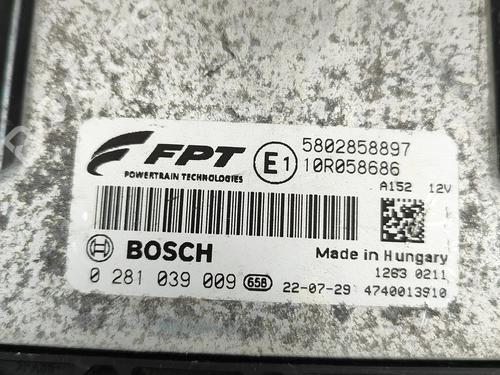 FPT
POWERTRAIN TECHNOLOGIES
E1
5802858897
10R058686
A152 12V
BOSCH
Made in Hungary
0 281 039 009 658
1263 0211
22-07-29 4740013910